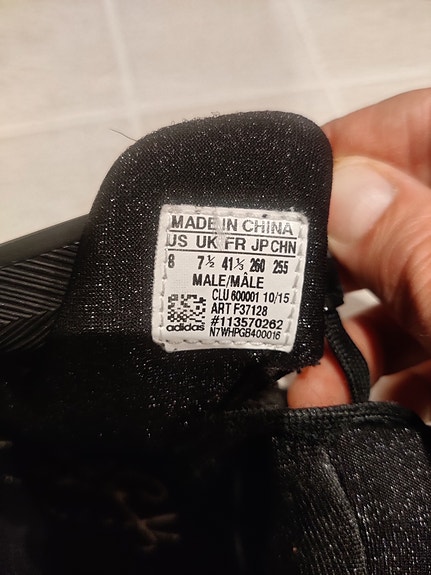 MADE IN CHINA
US UK FR JP CHN
8 7½ 41⅓ 260 255
MALE/MÂLE
CLU 600001 10/15
ART F37128
#113570262
N7WHPGB400016
adidas